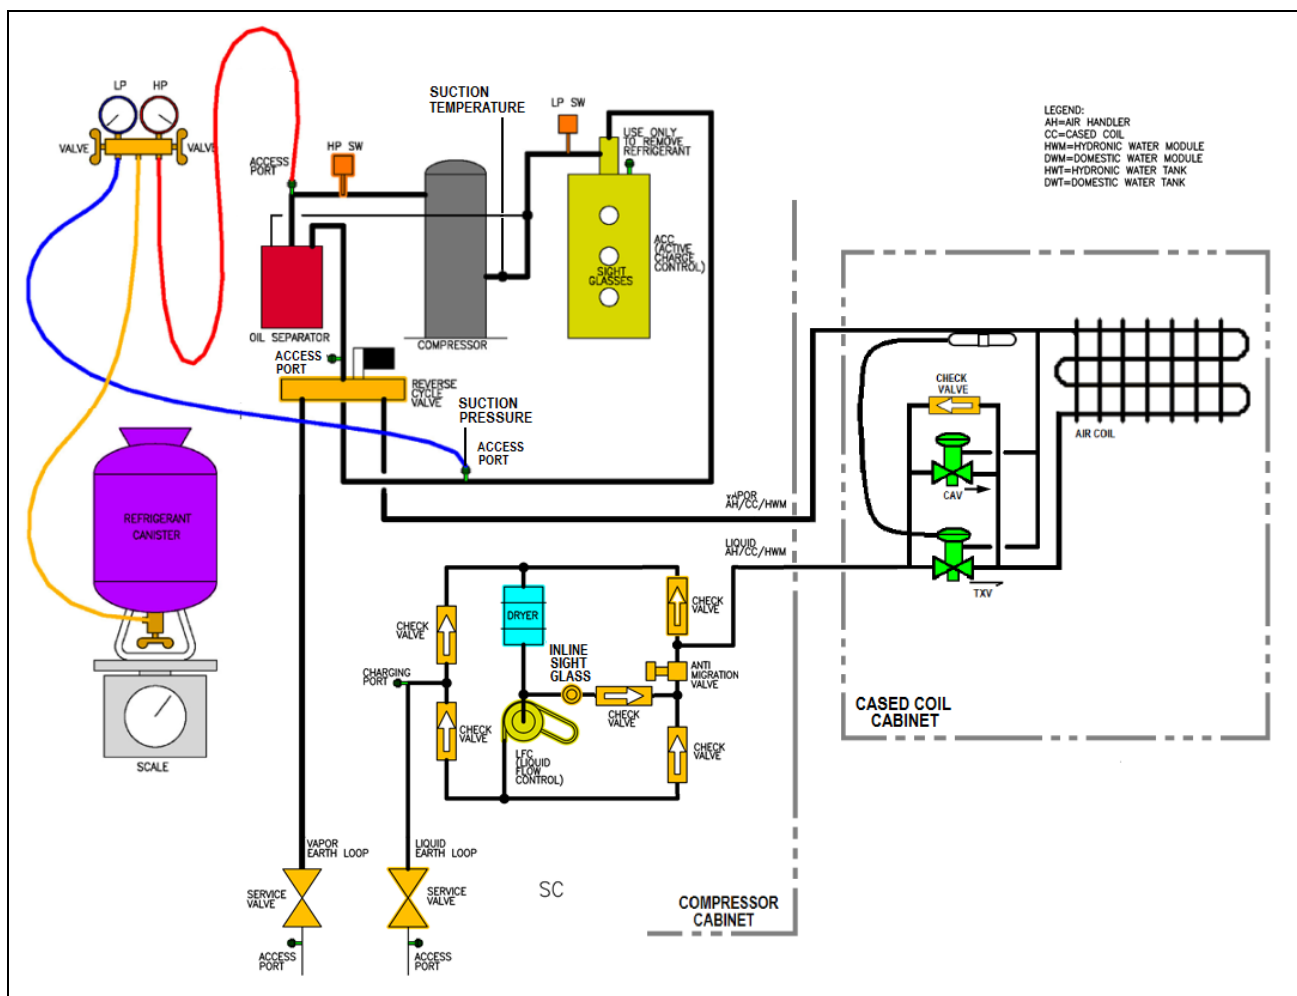 LP
HP
VALVE
VALVE
ACCESS
PORT
HP SW
SUCTION
TEMPERATURE
LP SW
USE ONLY
TO REMOVE
REFRIGERANT
LEGEND:
AH=AIR HANDLER
CC=CASED COIL
HWM=HYDRONIC WATER MODULE
DWM=DOMESTIC WATER MODULE
HWT=HYDRONIC WATER TANK
DWT=DOMESTIC WATER TANK
ACC
(ACTIVE
CHARGE
CONTROL)
SIGHT
GLASSES
OIL SEPARATOR
COMPRESSOR
ACCESS
PORT
REVERSE
CYCLE
VALVE
SUCTION
PRESSURE
ACCESS
PORT
CHECK
VALVE
AIR COIL
CAV
TXV
VAPOR
AH/CC/HWM
LIQUID
AH/CC/HWM
REFRIGERANT
CANISTER
SCALE
CHECK
VALVE
DRYER
CHECK
VALVE
INLINE
SIGHT
GLASS
ANTI
MIGRATION
VALVE
CHARGING
PORT
CHECK
VALVE
CHECK
VALVE
LFC
(LIQUID
FLOW
CONTROL)
CHECK
VALVE
CASED COIL
CABINET
VAPOR
EARTH LOOP
LIQUID
EARTH LOOP
SERVICE
VALVE
SERVICE
VALVE
SC
COMPRESSOR
CABINET
ACCESS
PORT
ACCESS
PORT